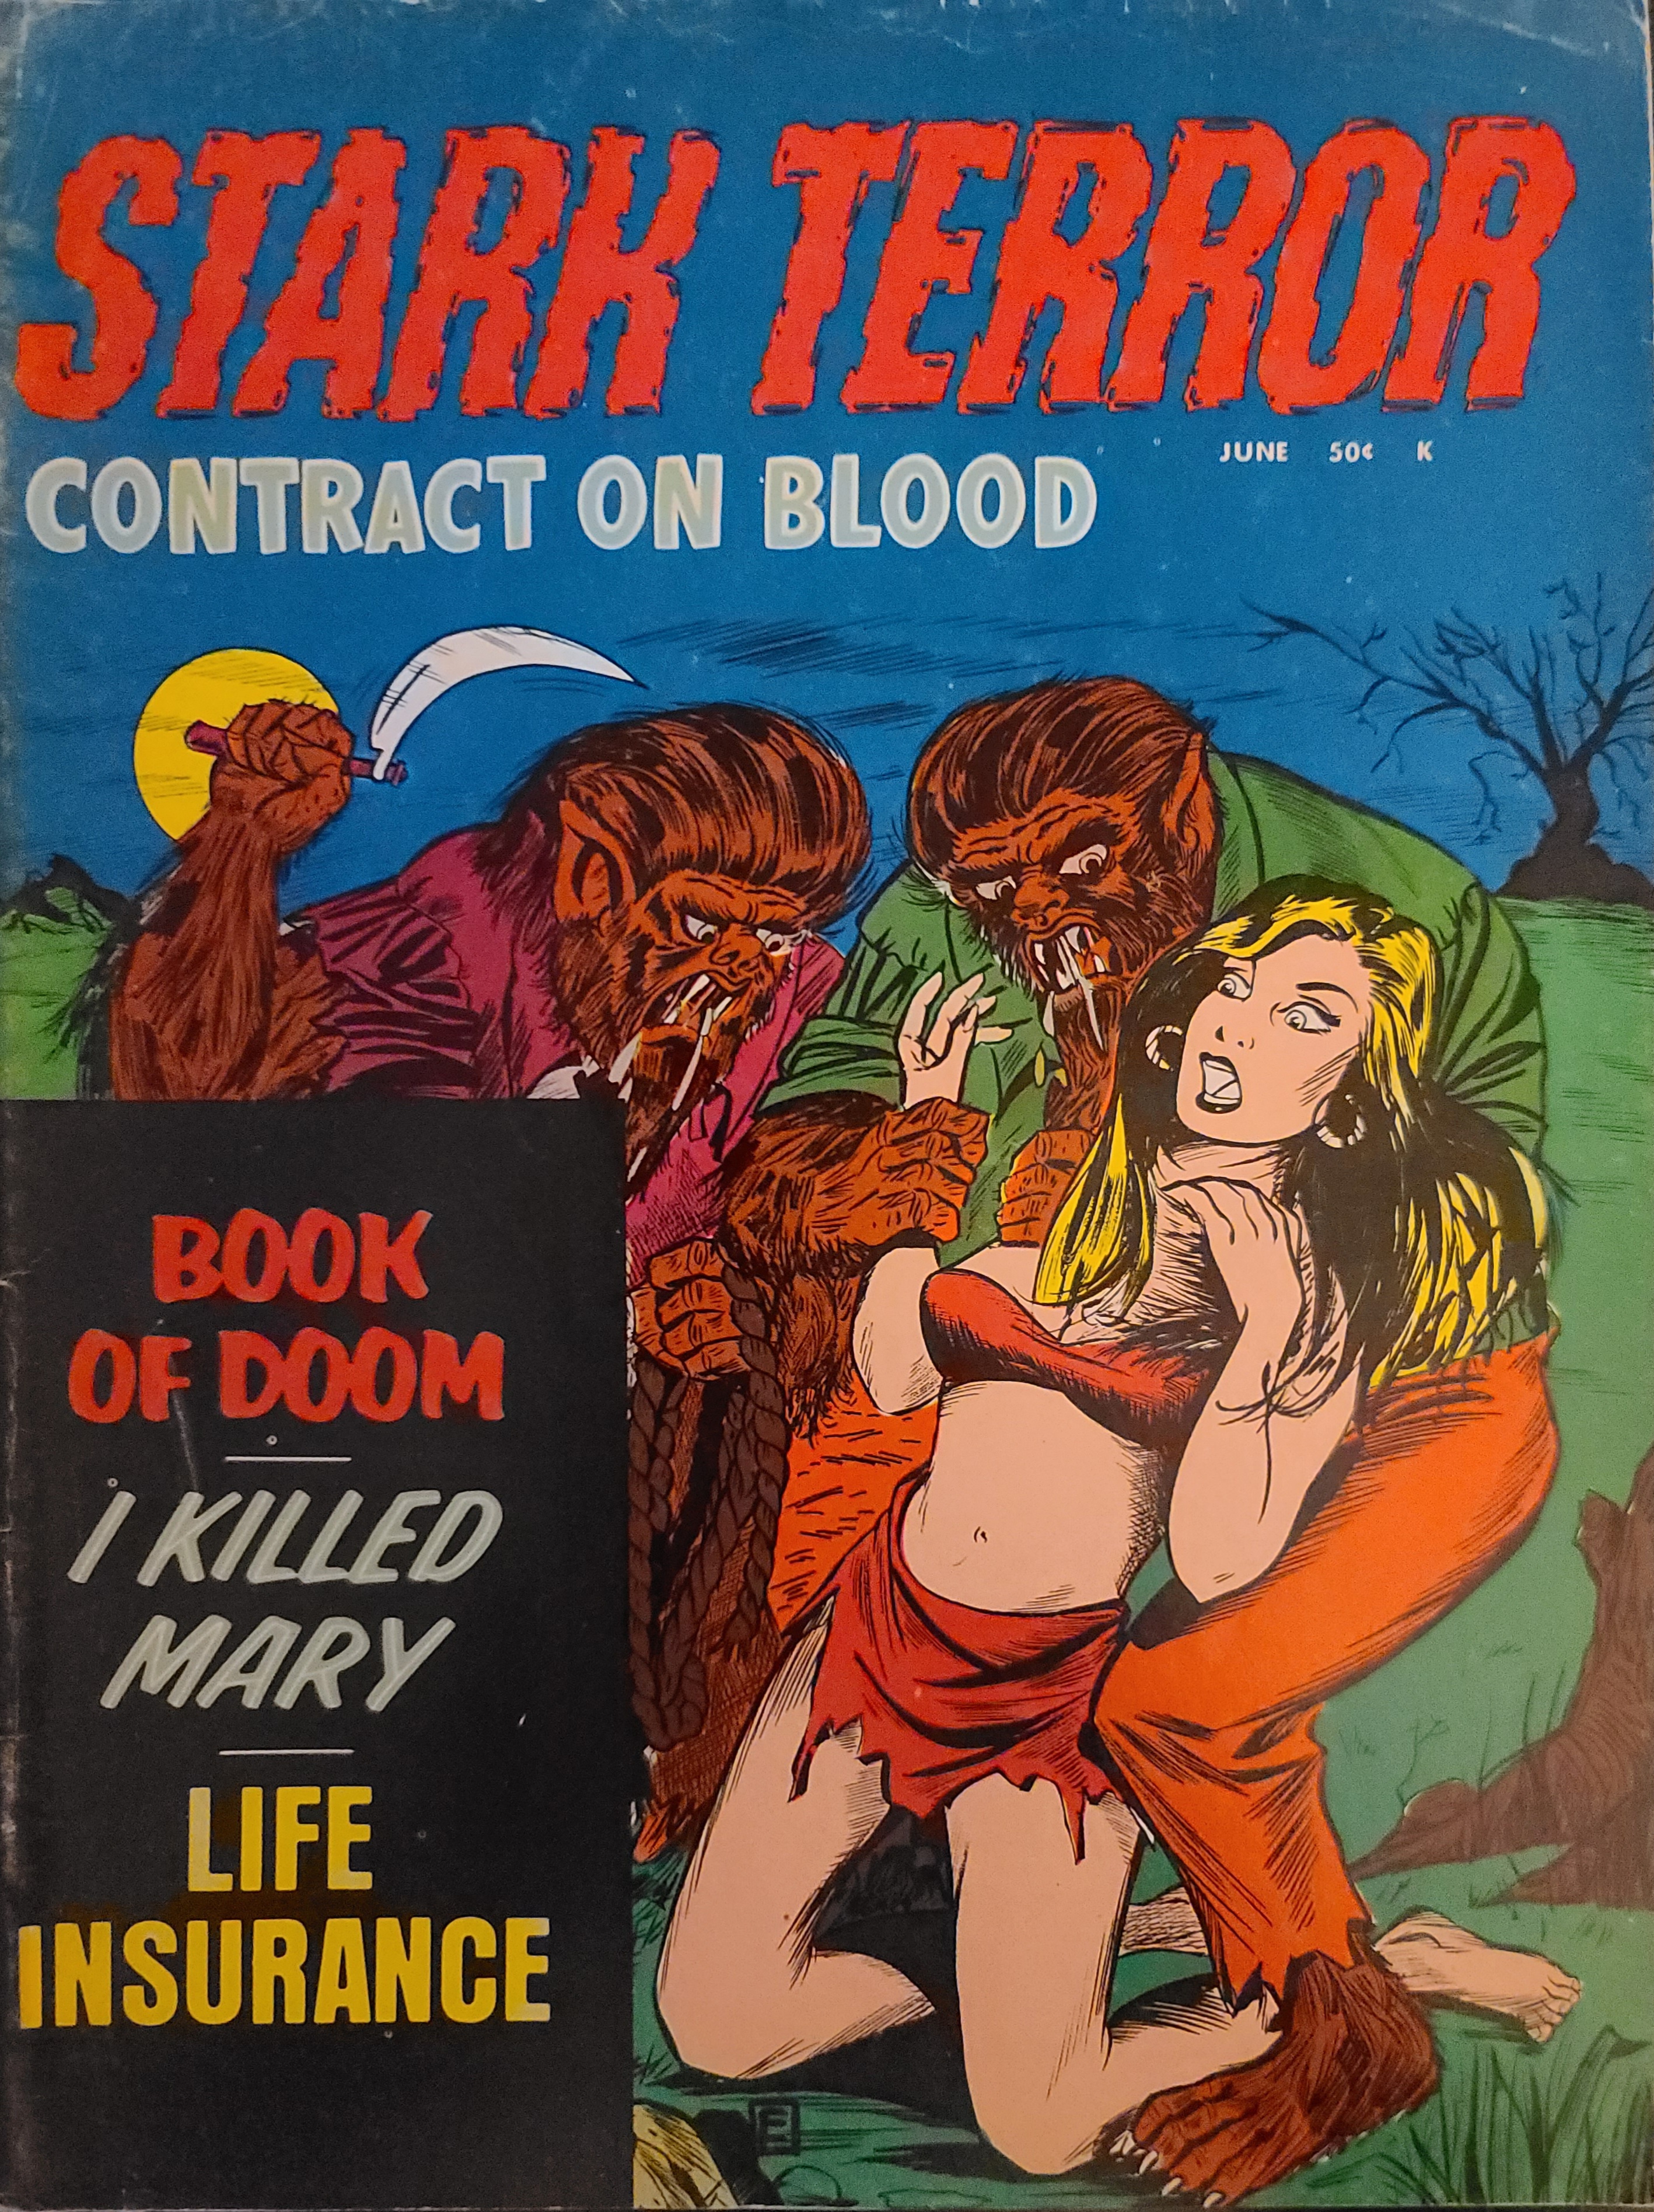 STARK TERROR
JUNE 50¢ K
CONTRACT ON BLOOD
BOOK
OF DOOM
I KILLED
MARY
LIFE
INSURANCE